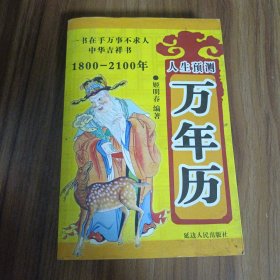 一书在手万事不求人
中华吉祥书
1800-2100年
●姬明春 编著
人生预测
万年历
延边人民出版社